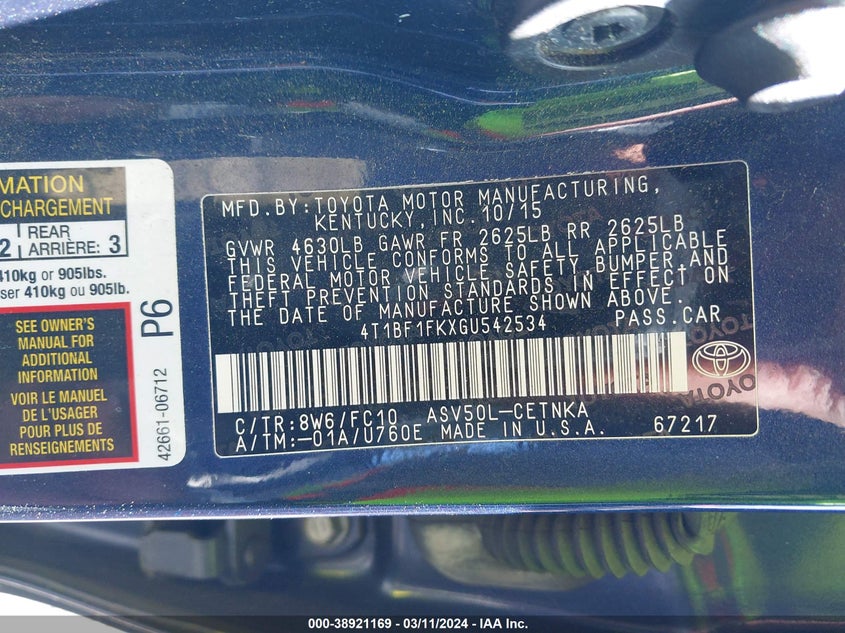 MATION
CHARGEMENT
2 REAR ARRIÈRE: 3
410kg or 905lbs.
ser 410kg ou 905lb.
SEE OWNER'S
MANUAL FOR
ADDITIONAL
INFORMATION
VOIR LE MANUEL
DE L'USAGER
POUR PLUS DE
RENSEIGNEMENTS
P6
42661-06712
MFD.BY:TOYOTA MOTOR MANUFACTURING,
KENTUCKY, INC.10/15
GVWR 4630LB GAWR FR 2625LB RR 2625LB
THIS VEHICLE CONFORMS TO ALL APPLICABLE
FEDERAL MOTOR VEHICLE SAFETY,BUMPER,AND
THEFT PREVENTION STANDARDS IN EFFECT ON
THE DATE OF MANUFACTURE SHOWN ABOVE.
4T1BF1FKXGU542534 PASS.CAR
TOYOTA
C/TR:8W6/FC10 ASV50L-CETNKA
A/TM:-01A/U760E MADE IN U.S.A. 67217
000-38921169 - 03/11/2024 - IAA Inc.